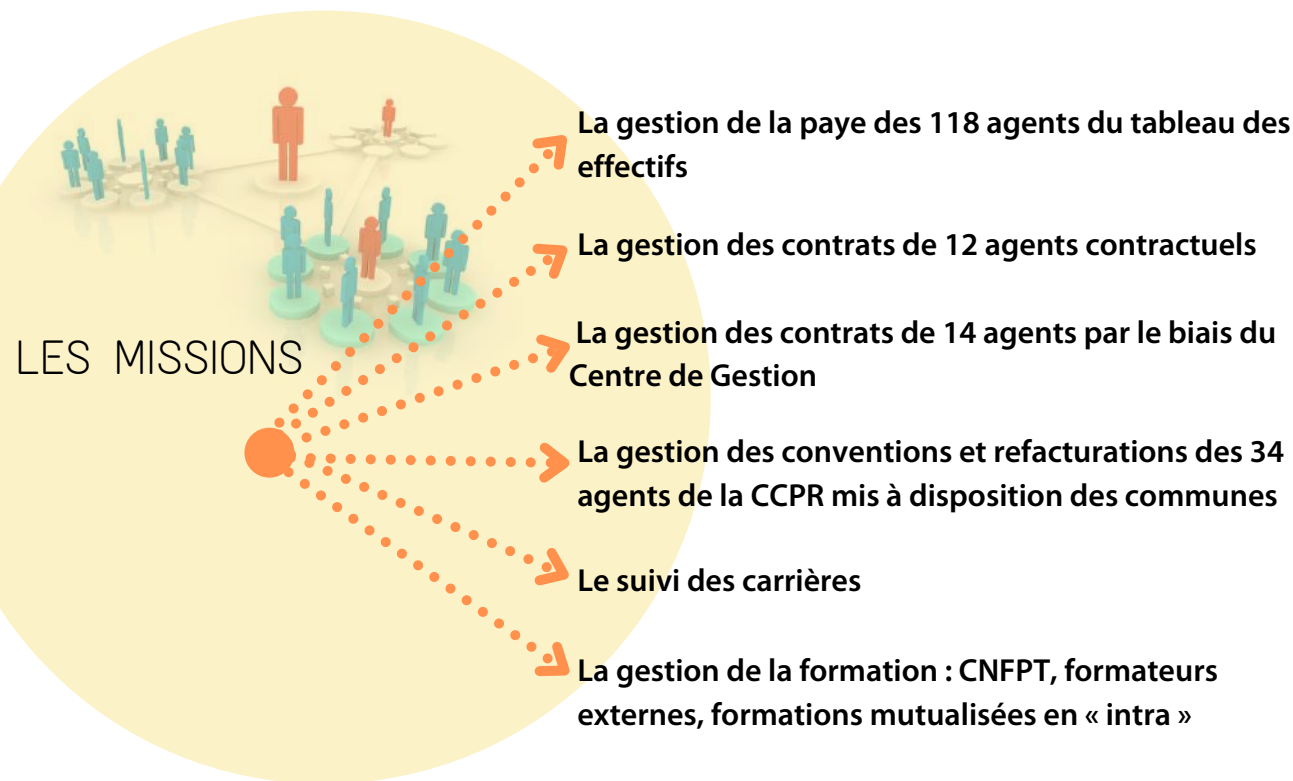 LES MISSIONS
La gestion de la paye des 118 agents du tableau des
effectifs
La gestion des contrats de 12 agents contractuels
La gestion des contrats de 14 agents par le biais du
Centre de Gestion
La gestion des conventions et refacturations des 34
agents de la CCPR mis à disposition des communes
Le suivi des carrières
La gestion de la formation : CNFPT, formateurs
externes, formations mutualisées en « intra »